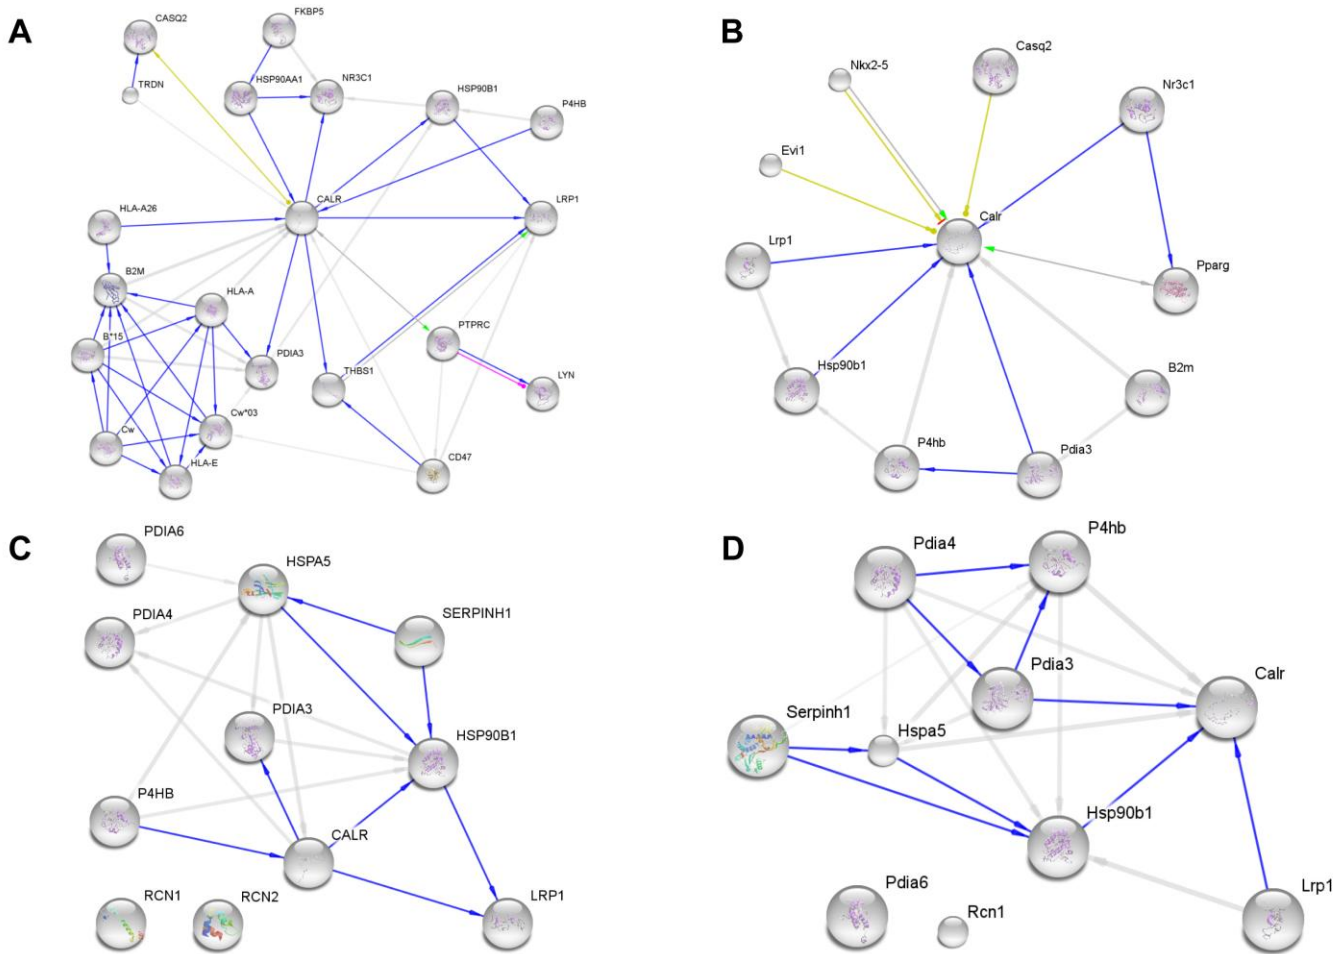 A
CASQ2
FKBP5
TRDN
HSP90AA1
NR3C1
HSP90B1
P4HB
CALR
LRP1
HLA-A26
B2M
HLA-A
B*15
PDIA3
THBS1
PTPRC
LYN
Cw*03
Cw
HLA-E
CD47
B
Nkx2-5
Casq2
Nr3c1
Evi1
Calr
Lrp1
Pparg
Hsp90b1
B2m
P4hb
Pdia3
C
PDIA6
HSPA5
PDIA4
SERPINH1
PDIA3
HSP90B1
P4HB
CALR
RCN1
RCN2
LRP1
D
Pdia4
P4hb
Pdia3
Calr
Serpinh1
Hspa5
Hsp90b1
Pdia6
Rcn1
Lrp1